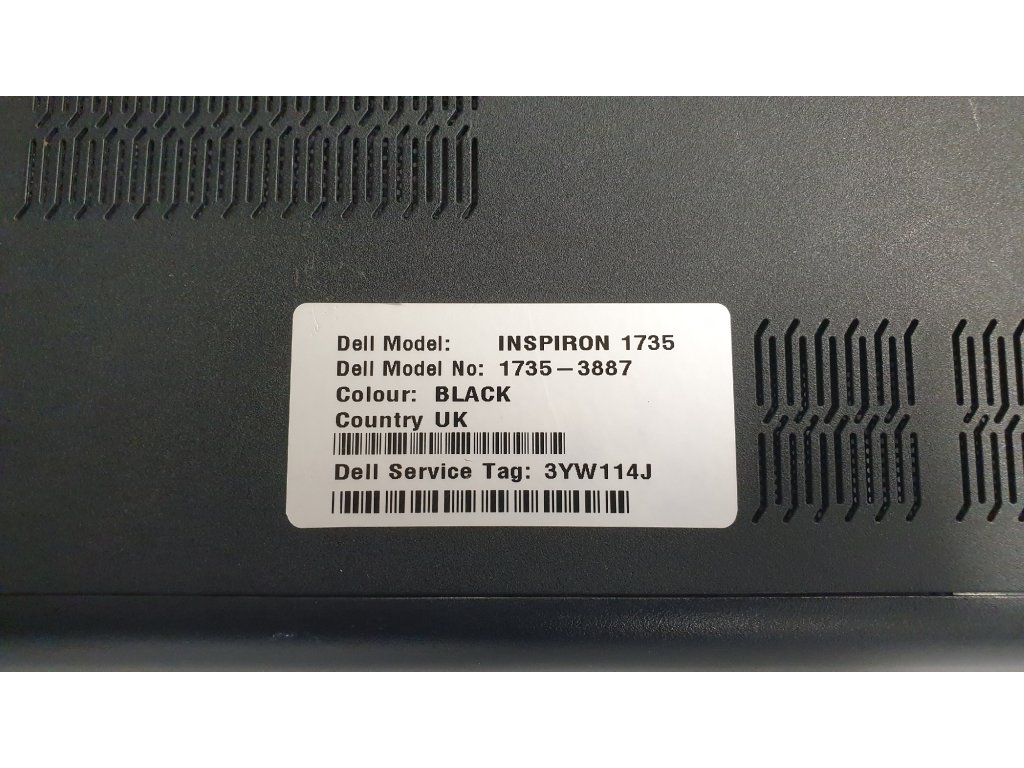 Dell Model: INSPIRON 1735
Dell Model No: 1735-3887
Colour: BLACK
Country UK
Dell Service Tag: 3YW114J